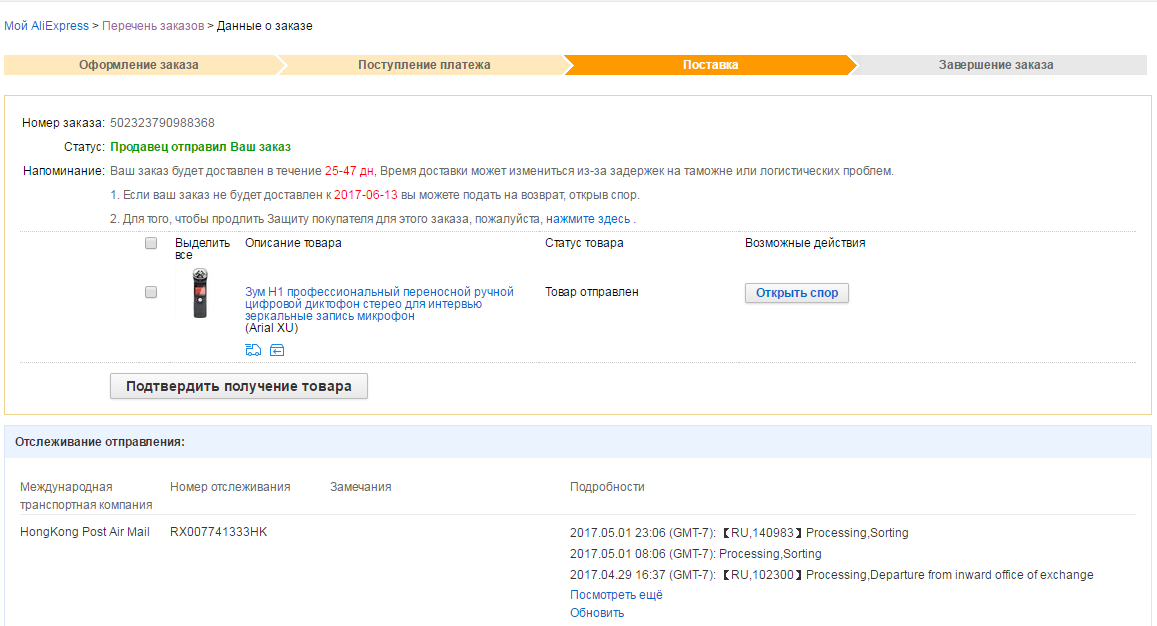 Мой AliExpress > Перечень заказов > Данные о заказе
Оформление заказа
Поступление платежа
Поставка
Завершение заказа
Номер заказа: 502323790988368
Статус: Продавец отправил Ваш заказ
Напоминание: Ваш заказ будет доставлен в течение 25-47 дн, Время доставки может измениться из-за задержек на таможне или логистических проблем.
1. Если ваш заказ не будет доставлен к 2017-06-13 вы можете подать на возврат, открыв спор.
2. Для того, чтобы продлить Защиту покупателя для этого заказа, пожалуйста, нажмите здесь .
Выделить
все
Описание товара
Статус товара
Возможные действия
Зум H1 профессиональный переносной ручной
цифровой диктофон стерео для интервью
зеркальные запись микрофон
(Arial XU)
Товар отправлен
Открыть спор
Подтвердить получение товара
Отслеживание отправления:
Международная
транспортная компания
Номер отслеживания
Замечания
Подробности
HongKong Post Air Mail
RX007741333HK
2017.05.01 23:06 (GMT-7): 【RU,140983】Processing,Sorting
2017.05.01 08:06 (GMT-7): Processing,Sorting
2017.04.29 16:37 (GMT-7): 【RU,102300】Processing,Departure from inward office of exchange
Посмотреть ещё
Обновить